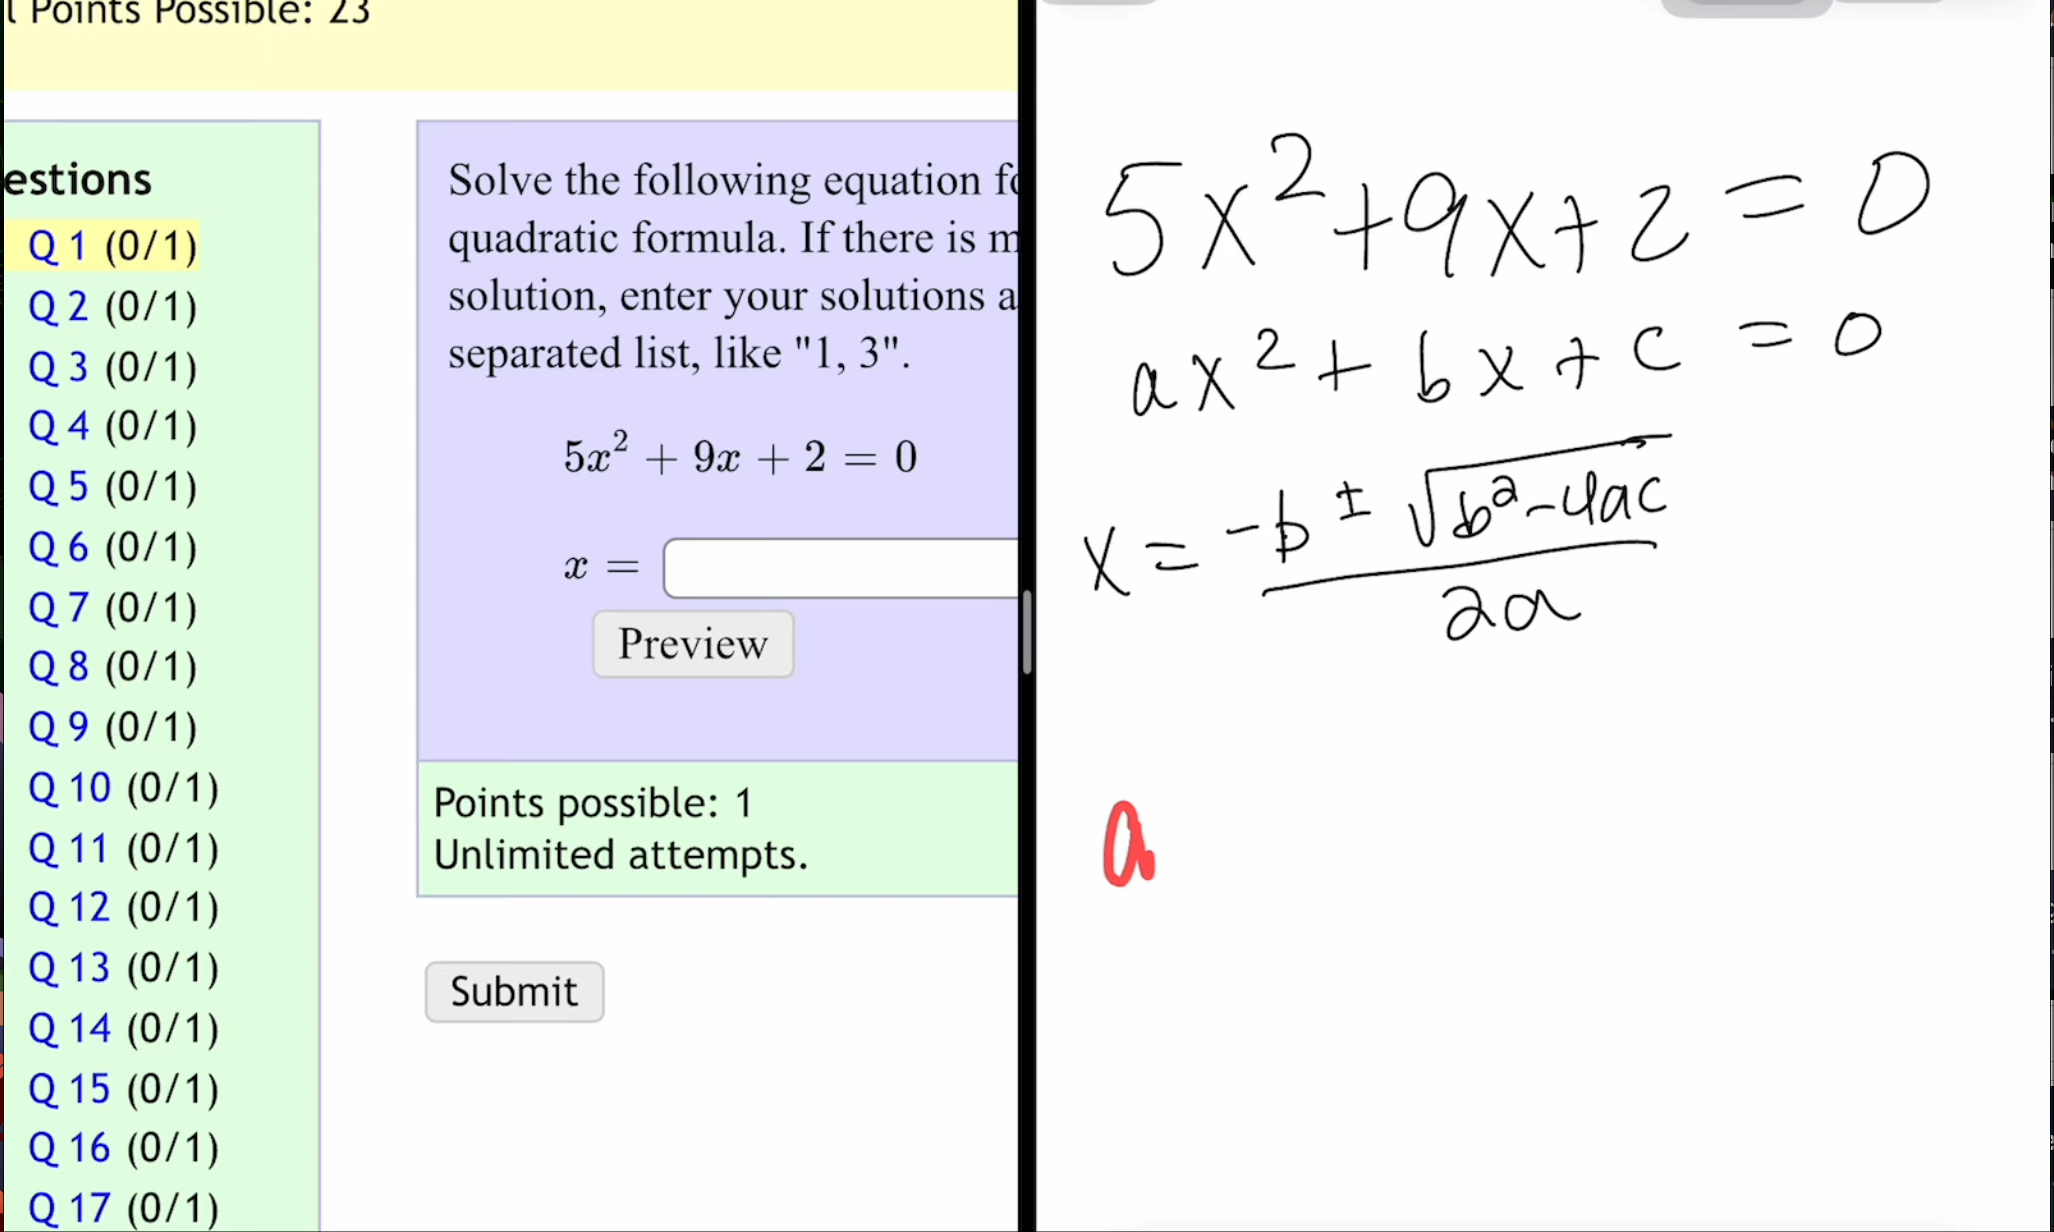 Points Possible: 23
estions
Q 1 (0/1)
Q 2 (0/1)
Q 3 (0/1)
Q 4 (0/1)
Q 5 (0/1)
Q 6 (0/1)
Q 7 (0/1)
Q 8 (0/1)
Q 9 (0/1)
Q 10 (0/1)
Q 11 (0/1)
Q 12 (0/1)
Q 13 (0/1)
Q 14 (0/1)
Q 15 (0/1)
Q 16 (0/1)
Q 17 (0/1)
Solve the following equation
quadratic formula. If there is
solution, enter your solutions a
separated list, like "1, 3".
5x² + 9x + 2 = 0
x =
Preview
Points possible: 1
Unlimited attempts.
Submit
5x²+9x+2 = 0
ax²+bx+c = 0
x = -b ± √(b²-4ac) / 2a
a